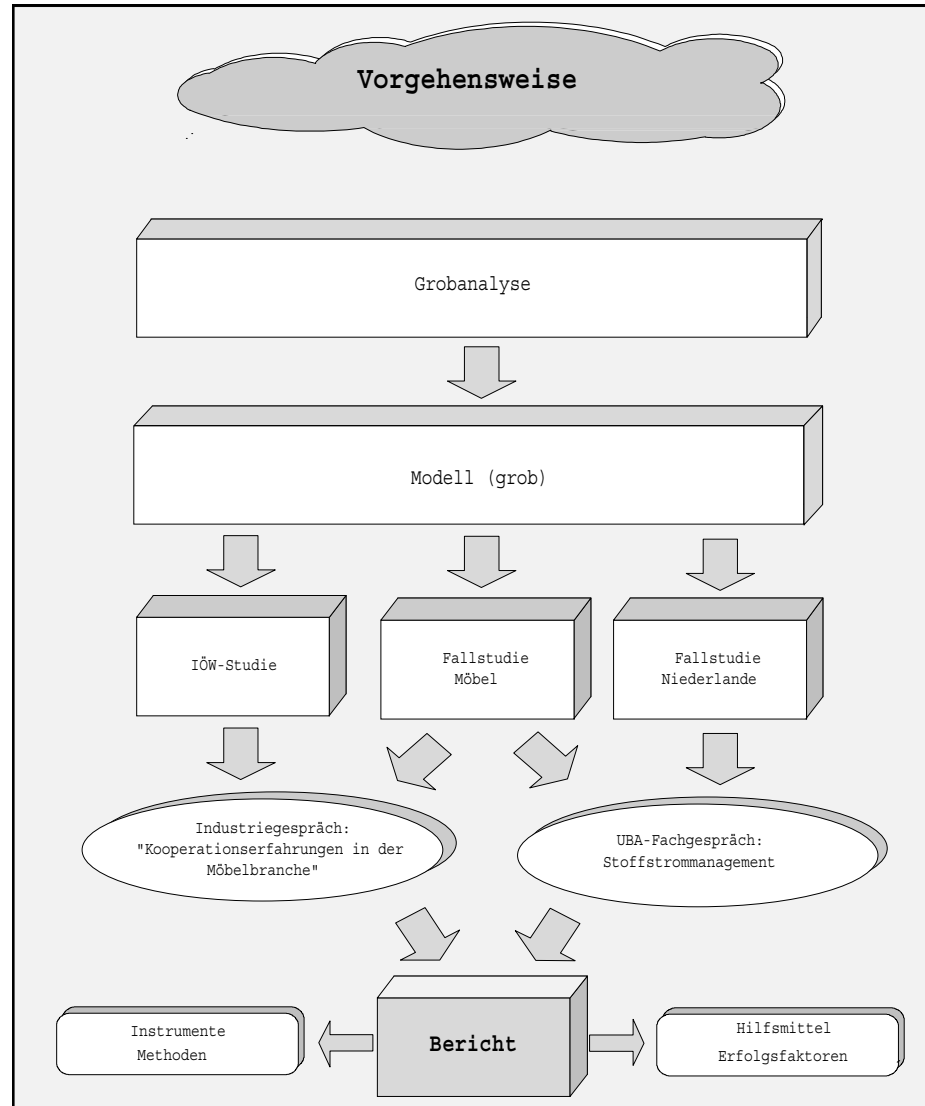 Vorgehensweise
Grobanalyse
Modell (grob)
IÖW-Studie
Fallstudie
Möbel
Fallstudie
Niederlande
Industriegespräch:
"Kooperationserfahrungen in der
Möbelbranche"
UBA-Fachgespräch:
Stoffstrommanagement
Instrumente
Methoden
Bericht
Hilfsmittel
Erfolgsfaktoren